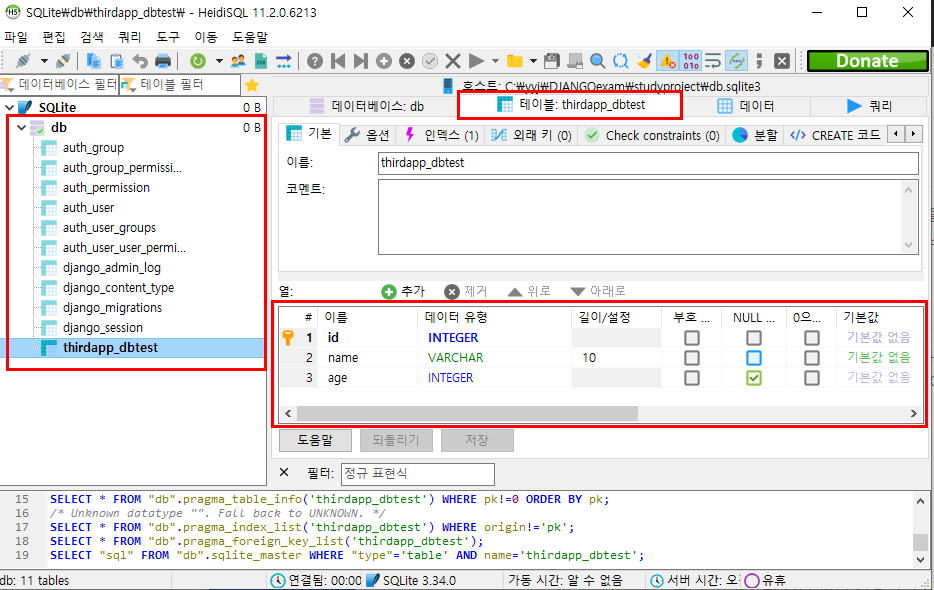 SQLite₩db₩thirdapp_dbtest₩ - HeidiSQL 11.2.0.6213
파일 편집 검색 쿼리 도구 이동 도움말
Donate
데이터베이스 필터 테이블 필터
호스트: C:₩yyj₩DJANGOexam₩studyproject₩db.sqlite3
SQLite 0 B
데이터베이스: db 테이블: thirdapp_dbtest 데이터 쿼리
db 0 B
auth_group
auth_group_permissi...
auth_permission
auth_user
auth_user_groups
auth_user_user_permi...
django_admin_log
django_content_type
django_migrations
django_session
thirdapp_dbtest
기본 옵션 인덱스 (1) 외래 키 (0) Check constraints (0) 분할 CREATE 코드
이름: thirdapp_dbtest
코멘트:
열: 추가 제거 위로 아래로
# 이름 데이터 유형 길이/설정 부호 ... NULL ... 0으... 기본값
1 id INTEGER 기본값 없음
2 name VARCHAR 10 기본값 없음
3 age INTEGER 기본값 없음
도움말 되돌리기 저장
필터: 정규 표현식
15 SELECT * FROM "db".pragma_table_info('thirdapp_dbtest') WHERE pk!=0 ORDER BY pk;
16 /* Unknown datatype "". Fall back to UNKNOWN. */
17 SELECT * FROM "db".pragma_index_list('thirdapp_dbtest') WHERE origin!='pk';
18 SELECT * FROM "db".pragma_foreign_key_list('thirdapp_dbtest');
19 SELECT "sql" FROM "db".sqlite_master WHERE "type"='table' AND name='thirdapp_dbtest';
db: 11 tables 연결됨: 00:00 SQLite 3.34.0 가동 시간: 알 수 없음 서버 시간: 유휴